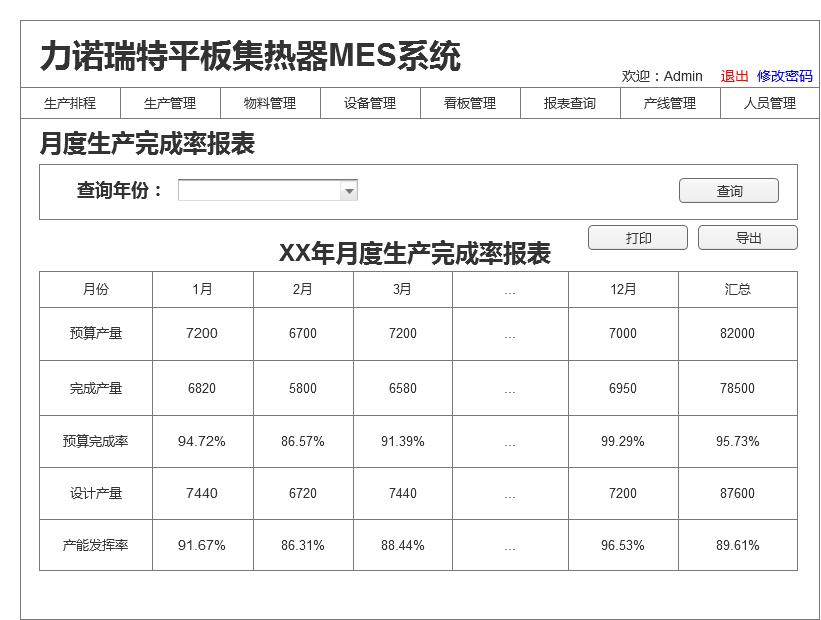 力诺瑞特平板集热器MES系统
欢迎：Admin 退出 修改密码
生产排程 生产管理 物料管理 设备管理 看板管理 报表查询 产线管理 人员管理
月度生产完成率报表
查询年份： 查询
打印 导出
XX年月度生产完成率报表
月份 1月 2月 3月 ... 12月 汇总
预算产量 7200 6700 7200 ... 7000 82000
完成产量 6820 5800 6580 ... 6950 78500
预算完成率 94.72% 86.57% 91.39% ... 99.29% 95.73%
设计产量 7440 6720 7440 ... 7200 87600
产能发挥率 91.67% 86.31% 88.44% ... 96.53% 89.61%